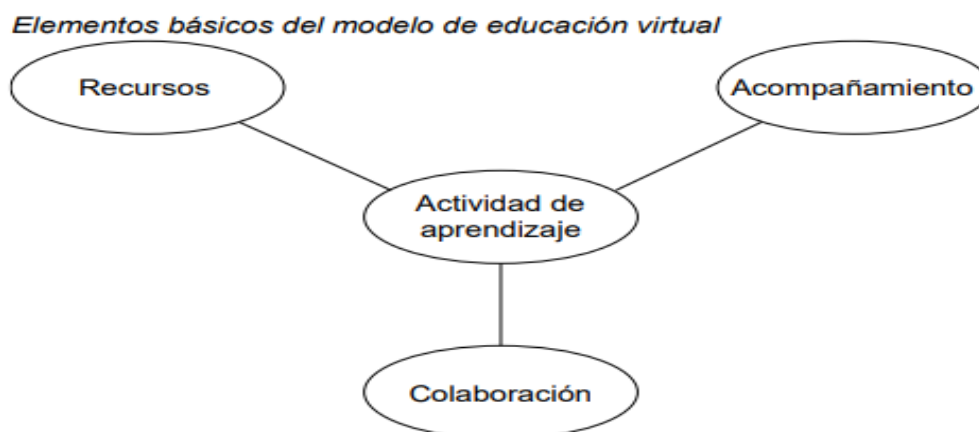 Elementos básicos del modelo de educación virtual
Recursos
Acompañamiento
Actividad de
aprendizaje
Colaboración